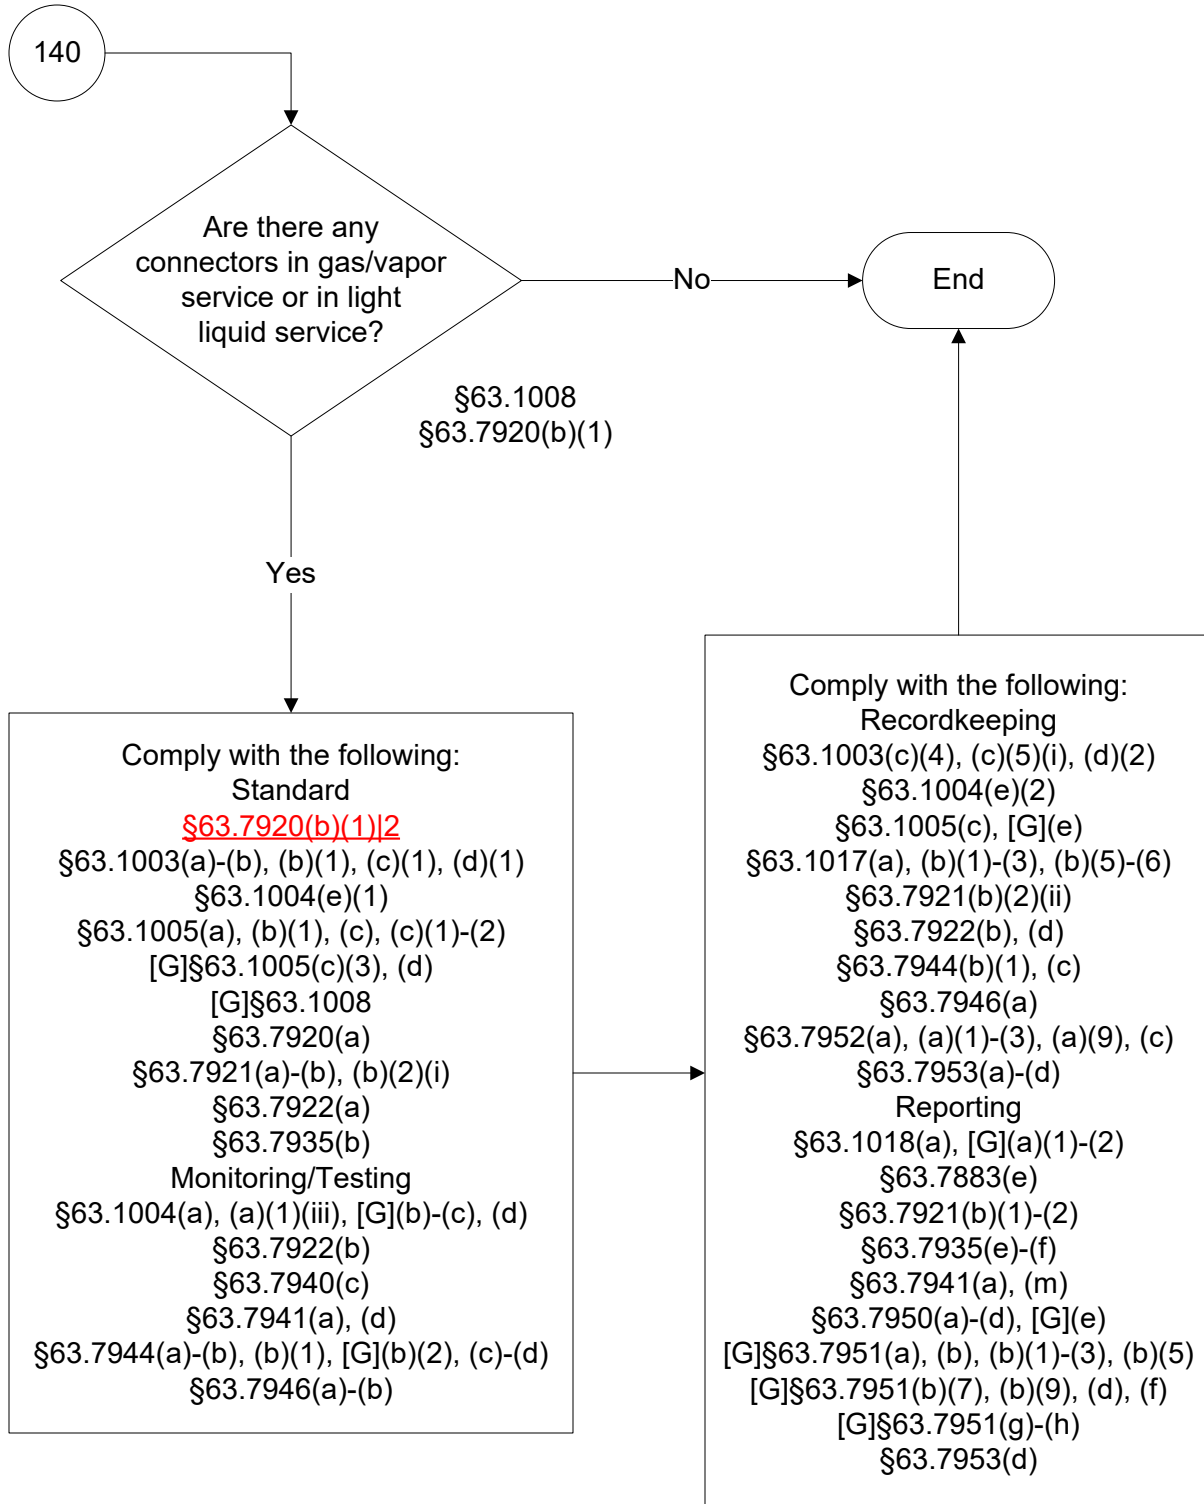 140
Are there any
connectors in gas/vapor
service or in light
liquid service?
No
End
§63.1008
§63.7920(b)(1)
Yes
Comply with the following:
Standard
§63.7920(b)(1)|2
§63.1003(a)-(b), (b)(1), (c)(1), (d)(1)
§63.1004(e)(1)
§63.1005(a), (b)(1), (c), (c)(1)-(2)
[G]§63.1005(c)(3), (d)
[G]§63.1008
§63.7920(a)
§63.7921(a)-(b), (b)(2)(i)
§63.7922(a)
§63.7935(b)
Monitoring/Testing
§63.1004(a), (a)(1)(iii), [G](b)-(c), (d)
§63.7922(b)
§63.7940(c)
§63.7941(a), (d)
§63.7944(a)-(b), (b)(1), [G](b)(2), (c)-(d)
§63.7946(a)-(b)
Comply with the following:
Recordkeeping
§63.1003(c)(4), (c)(5)(i), (d)(2)
§63.1004(e)(2)
§63.1005(c), [G](e)
§63.1017(a), (b)(1)-(3), (b)(5)-(6)
§63.7921(b)(2)(ii)
§63.7922(b), (d)
§63.7944(b)(1), (c)
§63.7946(a)
§63.7952(a), (a)(1)-(3), (a)(9), (c)
§63.7953(a)-(d)
Reporting
§63.1018(a), [G](a)(1)-(2)
§63.7883(e)
§63.7921(b)(1)-(2)
§63.7935(e)-(f)
§63.7941(a), (m)
§63.7950(a)-(d), [G](e)
[G]§63.7951(a), (b), (b)(1)-(3), (b)(5)
[G]§63.7951(b)(7), (b)(9), (d), (f)
[G]§63.7951(g)-(h)
§63.7953(d)